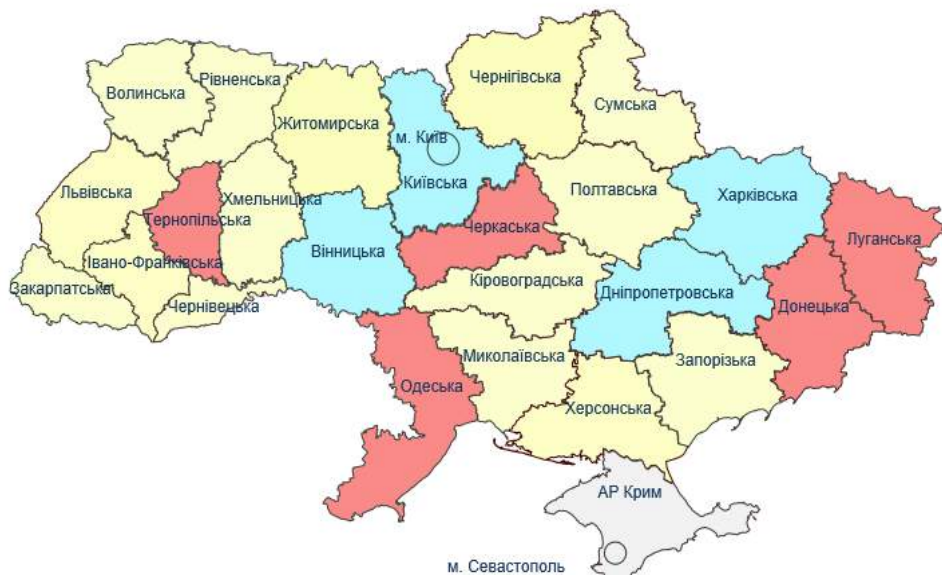 Чернігівська
Рівненська
Волинська
Сумська
Житомирська
м. Київ
Київська
Львівська
Хмельницька
Тернопільська
Полтавська
Харківська
Черкаська
Луганська
Вінницька
Івано-Франківська
Закарпатська
Чернівецька
Кіровоградська
Дніпропетровська
Донецька
Миколаївська
Запорізька
Одеська
Херсонська
АР Крим
м. Севастополь